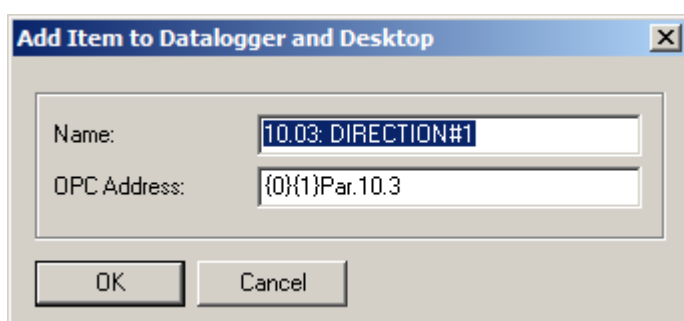 Add Item to Datalogger and Desktop
Name: 10.03: DIRECTION#1
OPC Address: {0}{1}Par.10.3
OK Cancel